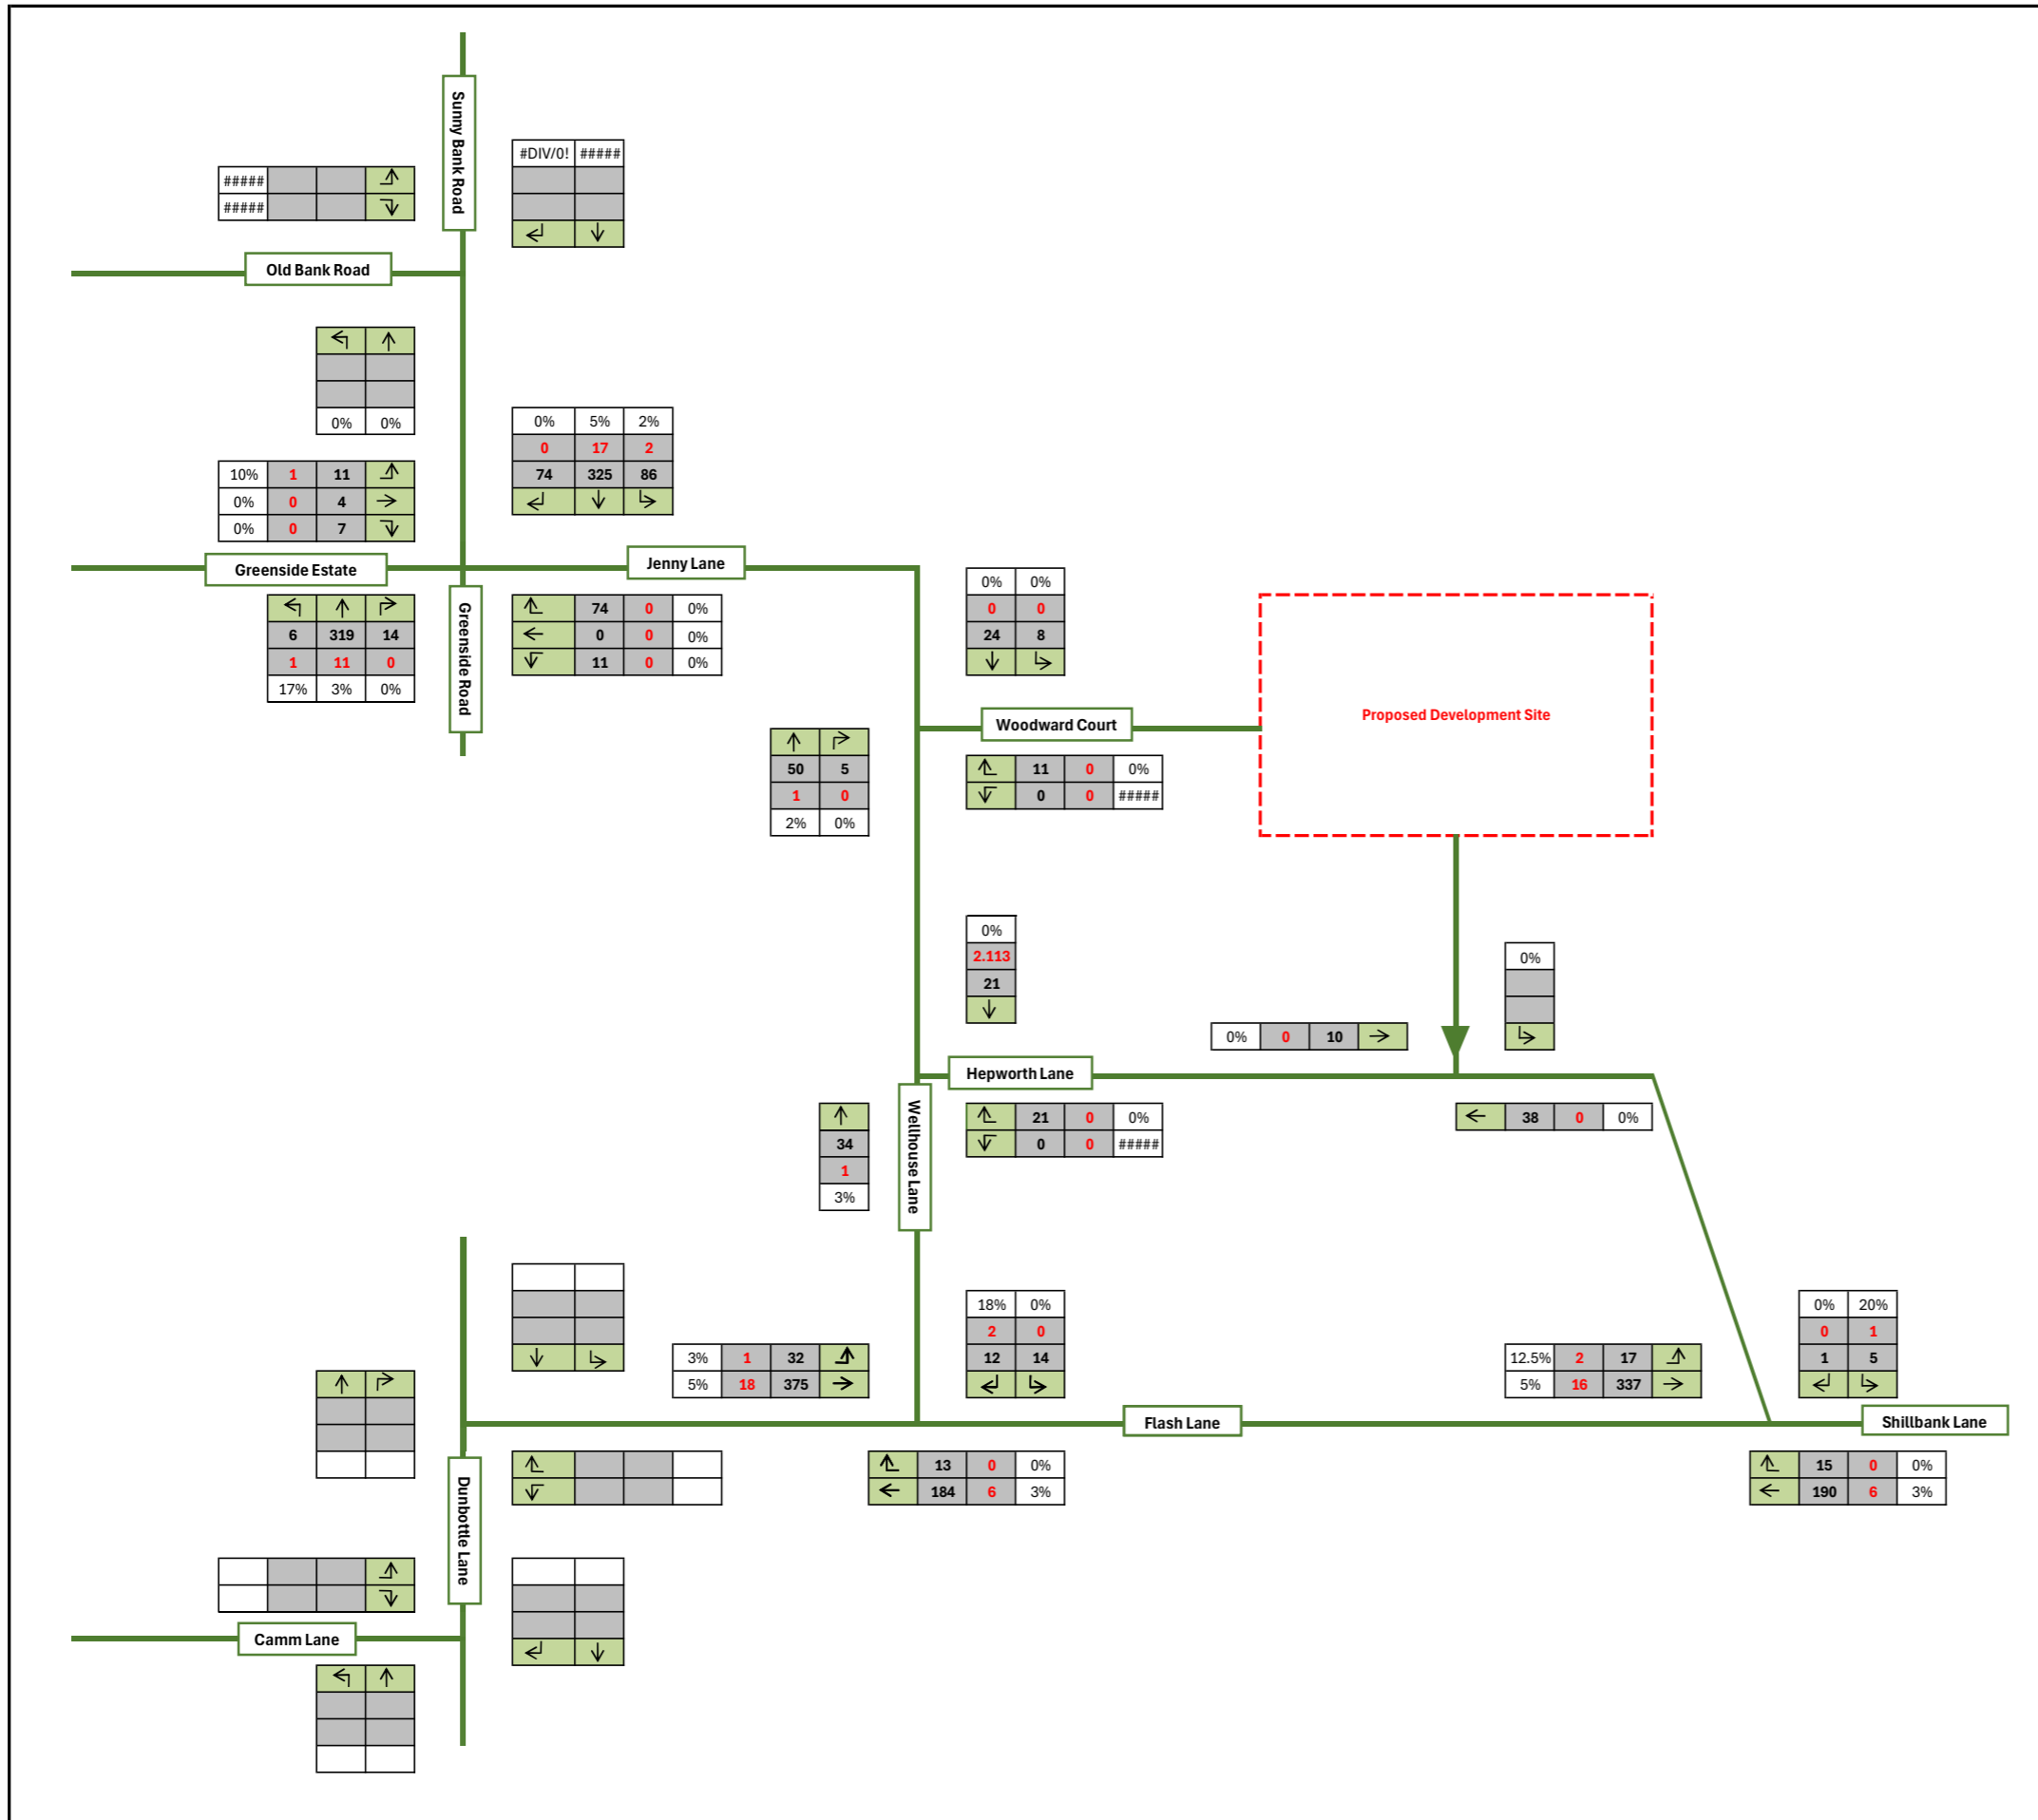 Sunny Bank Road
#DIV/0! #####
#####
#####
Old Bank Road
0% 0%
0% 5% 2%
0 17 2
74 325 86
10% 1 11
0% 0 4
0% 0 7
Greenside Estate
Jenny Lane
Greenside Road
6 319 14
1 11 0
17% 3% 0%
74 0 0%
0 0 0%
11 0 0%
0% 0%
0 0
24 8
Proposed Development Site
Woodward Court
50 5
1 0
2% 0%
11 0 0%
0 0 #####
0%
2.113
21
0%
0% 0 10
Hepworth Lane
Wellhouse Lane
34
1
3%
21 0 0%
0 0 #####
38 0 0%
18% 0%
2 0
12 14
3% 1 32
5% 18 375
12.5% 2 17
5% 16 337
0% 20%
0 1
1 5
Flash Lane
Shillbank Lane
13 0 0%
184 6 3%
15 0 0%
190 6 3%
Dunbottle Lane
Camm Lane